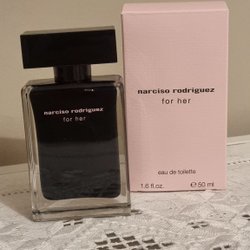 narciso rodriguez
for her
narciso rodriguez
for her
eau de toilette
1.6 fl.oz. e 50 ml